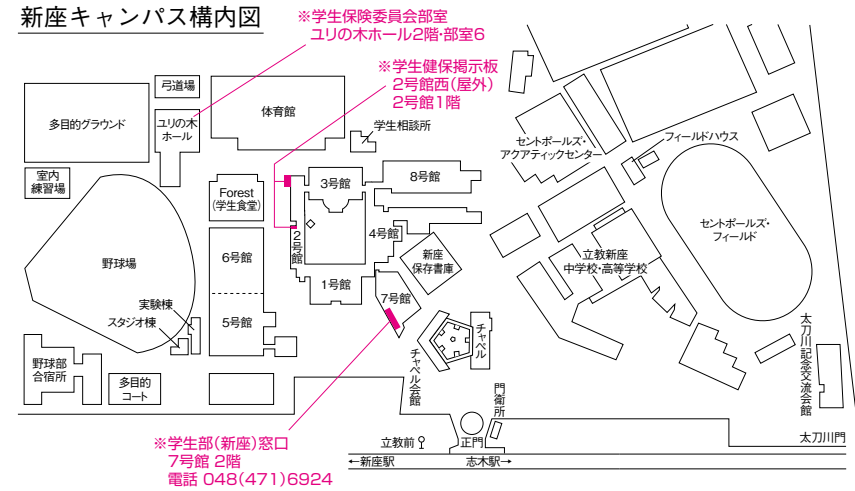 新座キャンパス構内図
※学生保険委員会部室
ユリの木ホール2階・部室6
※学生健保掲示板
2号館西(屋外)
2号館1階
弓道場
多目的グラウンド
ユリの木
ホール
体育館
学生相談所
室内
練習場
Forest
(学生食堂)
3号館
8号館
2号館
4号館
新座
保存書庫
野球場
6号館
1号館
7号館
実験棟
スタジオ棟
5号館
野球部
合宿所
多目的
コート
チャペル会館
チャペル
セントポールズ・
アクアティックセンター
フィールドハウス
セントポールズ・
フィールド
立教新座
中学校・高等学校
太刀川記念交流会館
門衛所
※学生部(新座)窓口
7号館 2階
電話 048(471)6924
立教前
正門
太刀川門
←新座駅
志木駅→